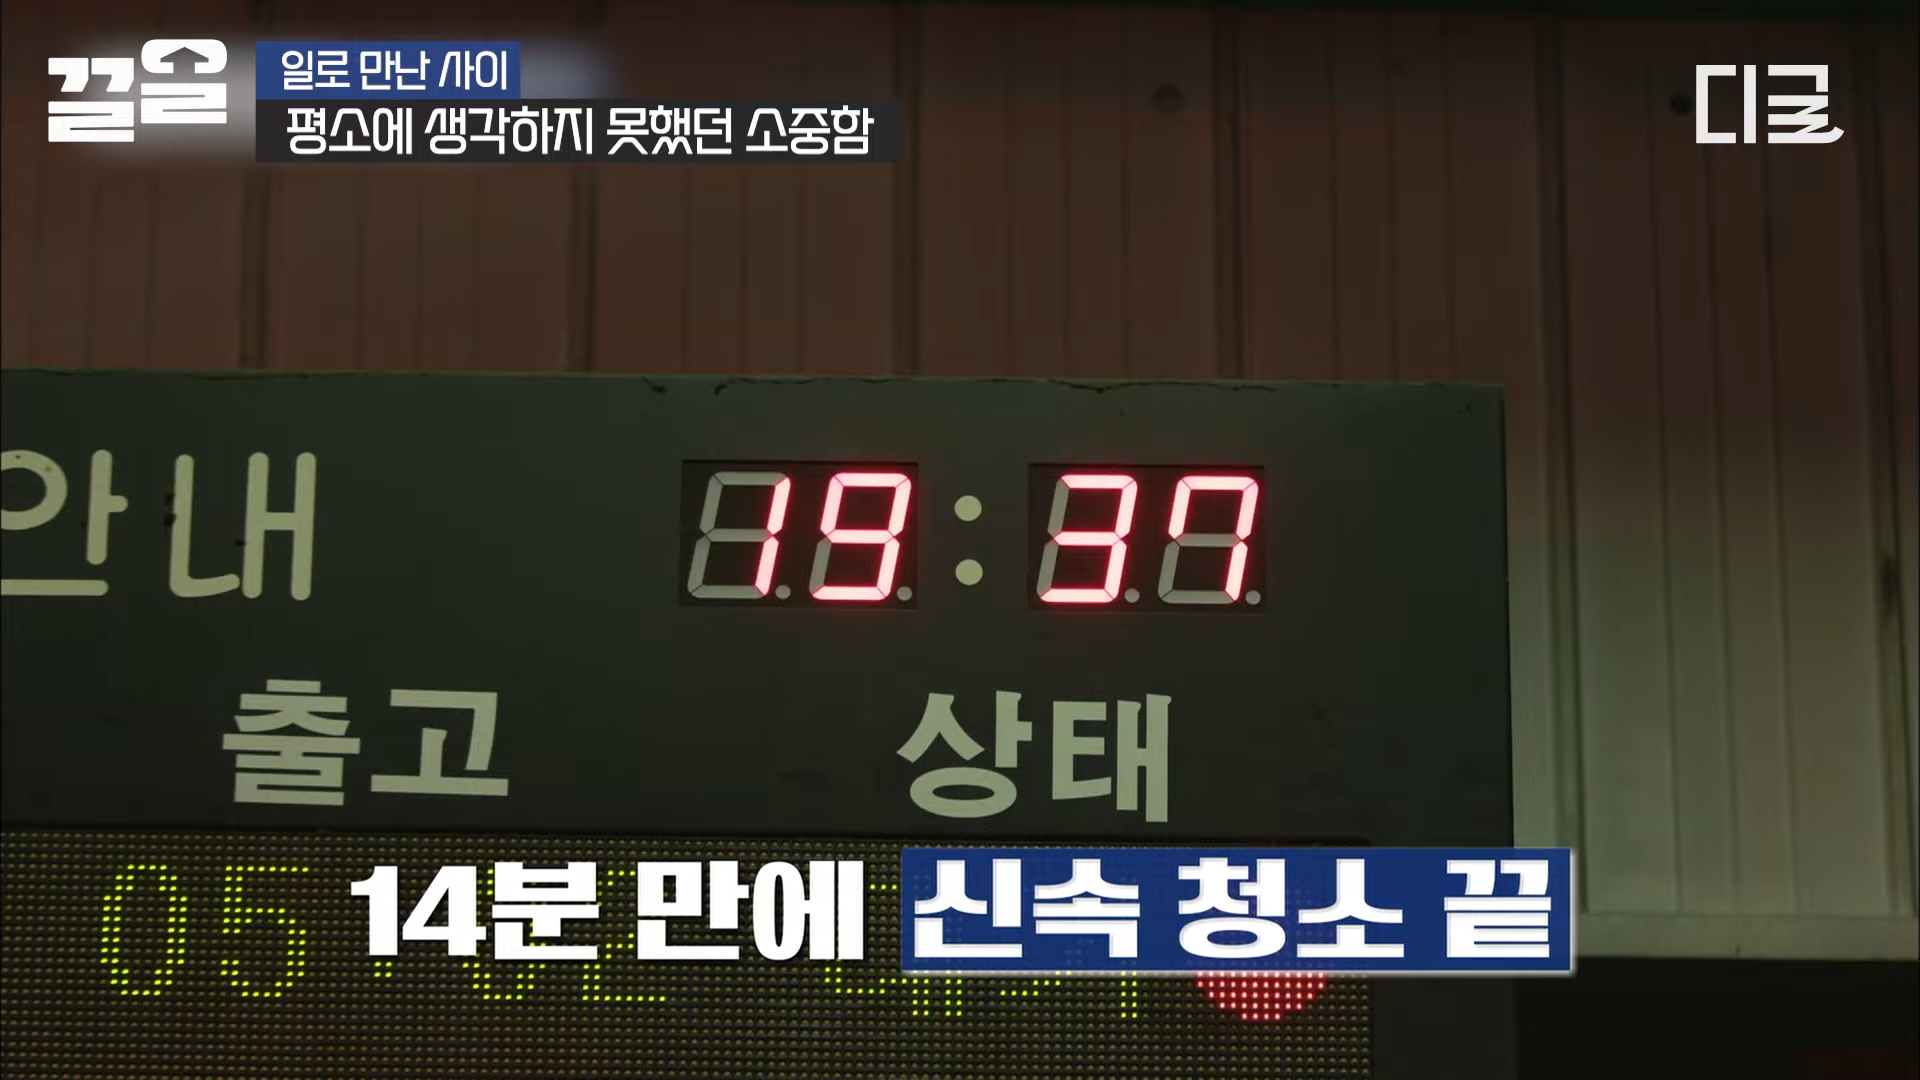 끌올
일로 만난 사이
평소에 생각하지 못했던 소중함
디글
안내
19:37
출고
상태
05:02
14분 만에 신속 청소 끝